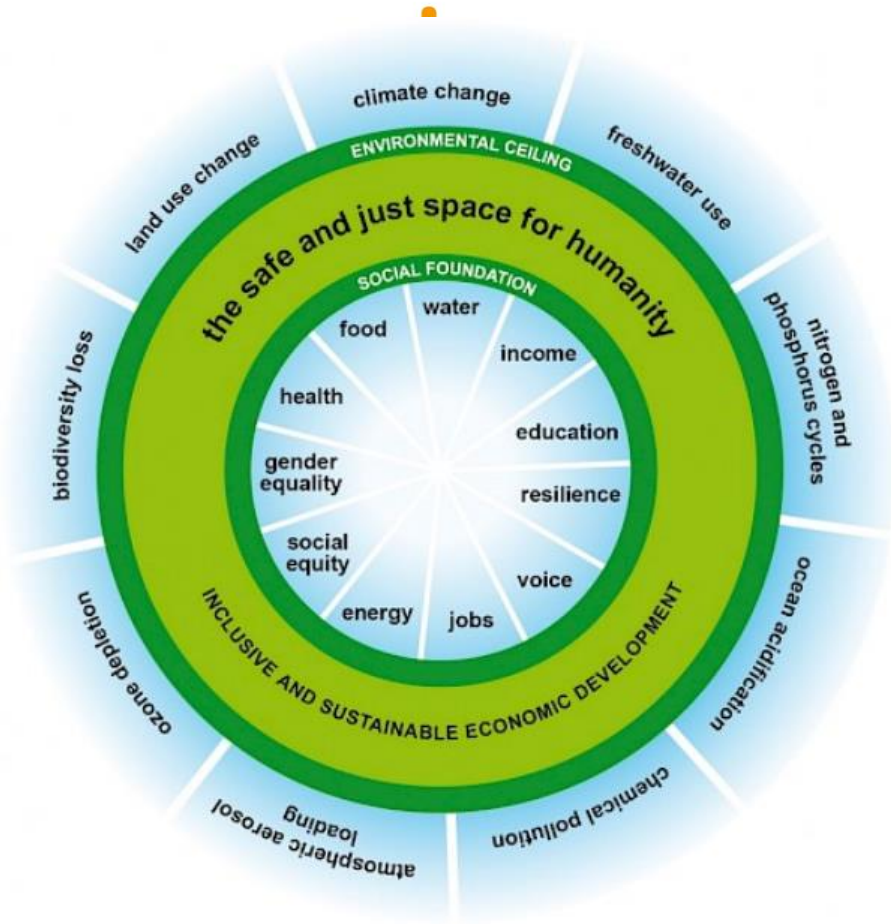 climate change
freshwater use
nitrogen and
phosphorus cycles
ocean acidification
chemical pollution
atmospheric aerosol
loading
ozone depletion
biodiversity loss
land use change
ENVIRONMENTAL CEILING
the safe and just space for humanity
SOCIAL FOUNDATION
water
income
education
resilience
voice
jobs
energy
social
equity
gender
equality
health
food
INCLUSIVE AND SUSTAINABLE ECONOMIC DEVELOPMENT